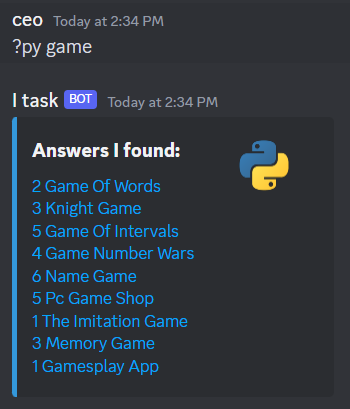 ceo Today at 2:34 PM
?py game
I task BOT Today at 2:34 PM
Answers I found:
2 Game Of Words
3 Knight Game
5 Game Of Intervals
4 Game Number Wars
6 Name Game
5 Pc Game Shop
1 The Imitation Game
3 Memory Game
1 Gamesplay App